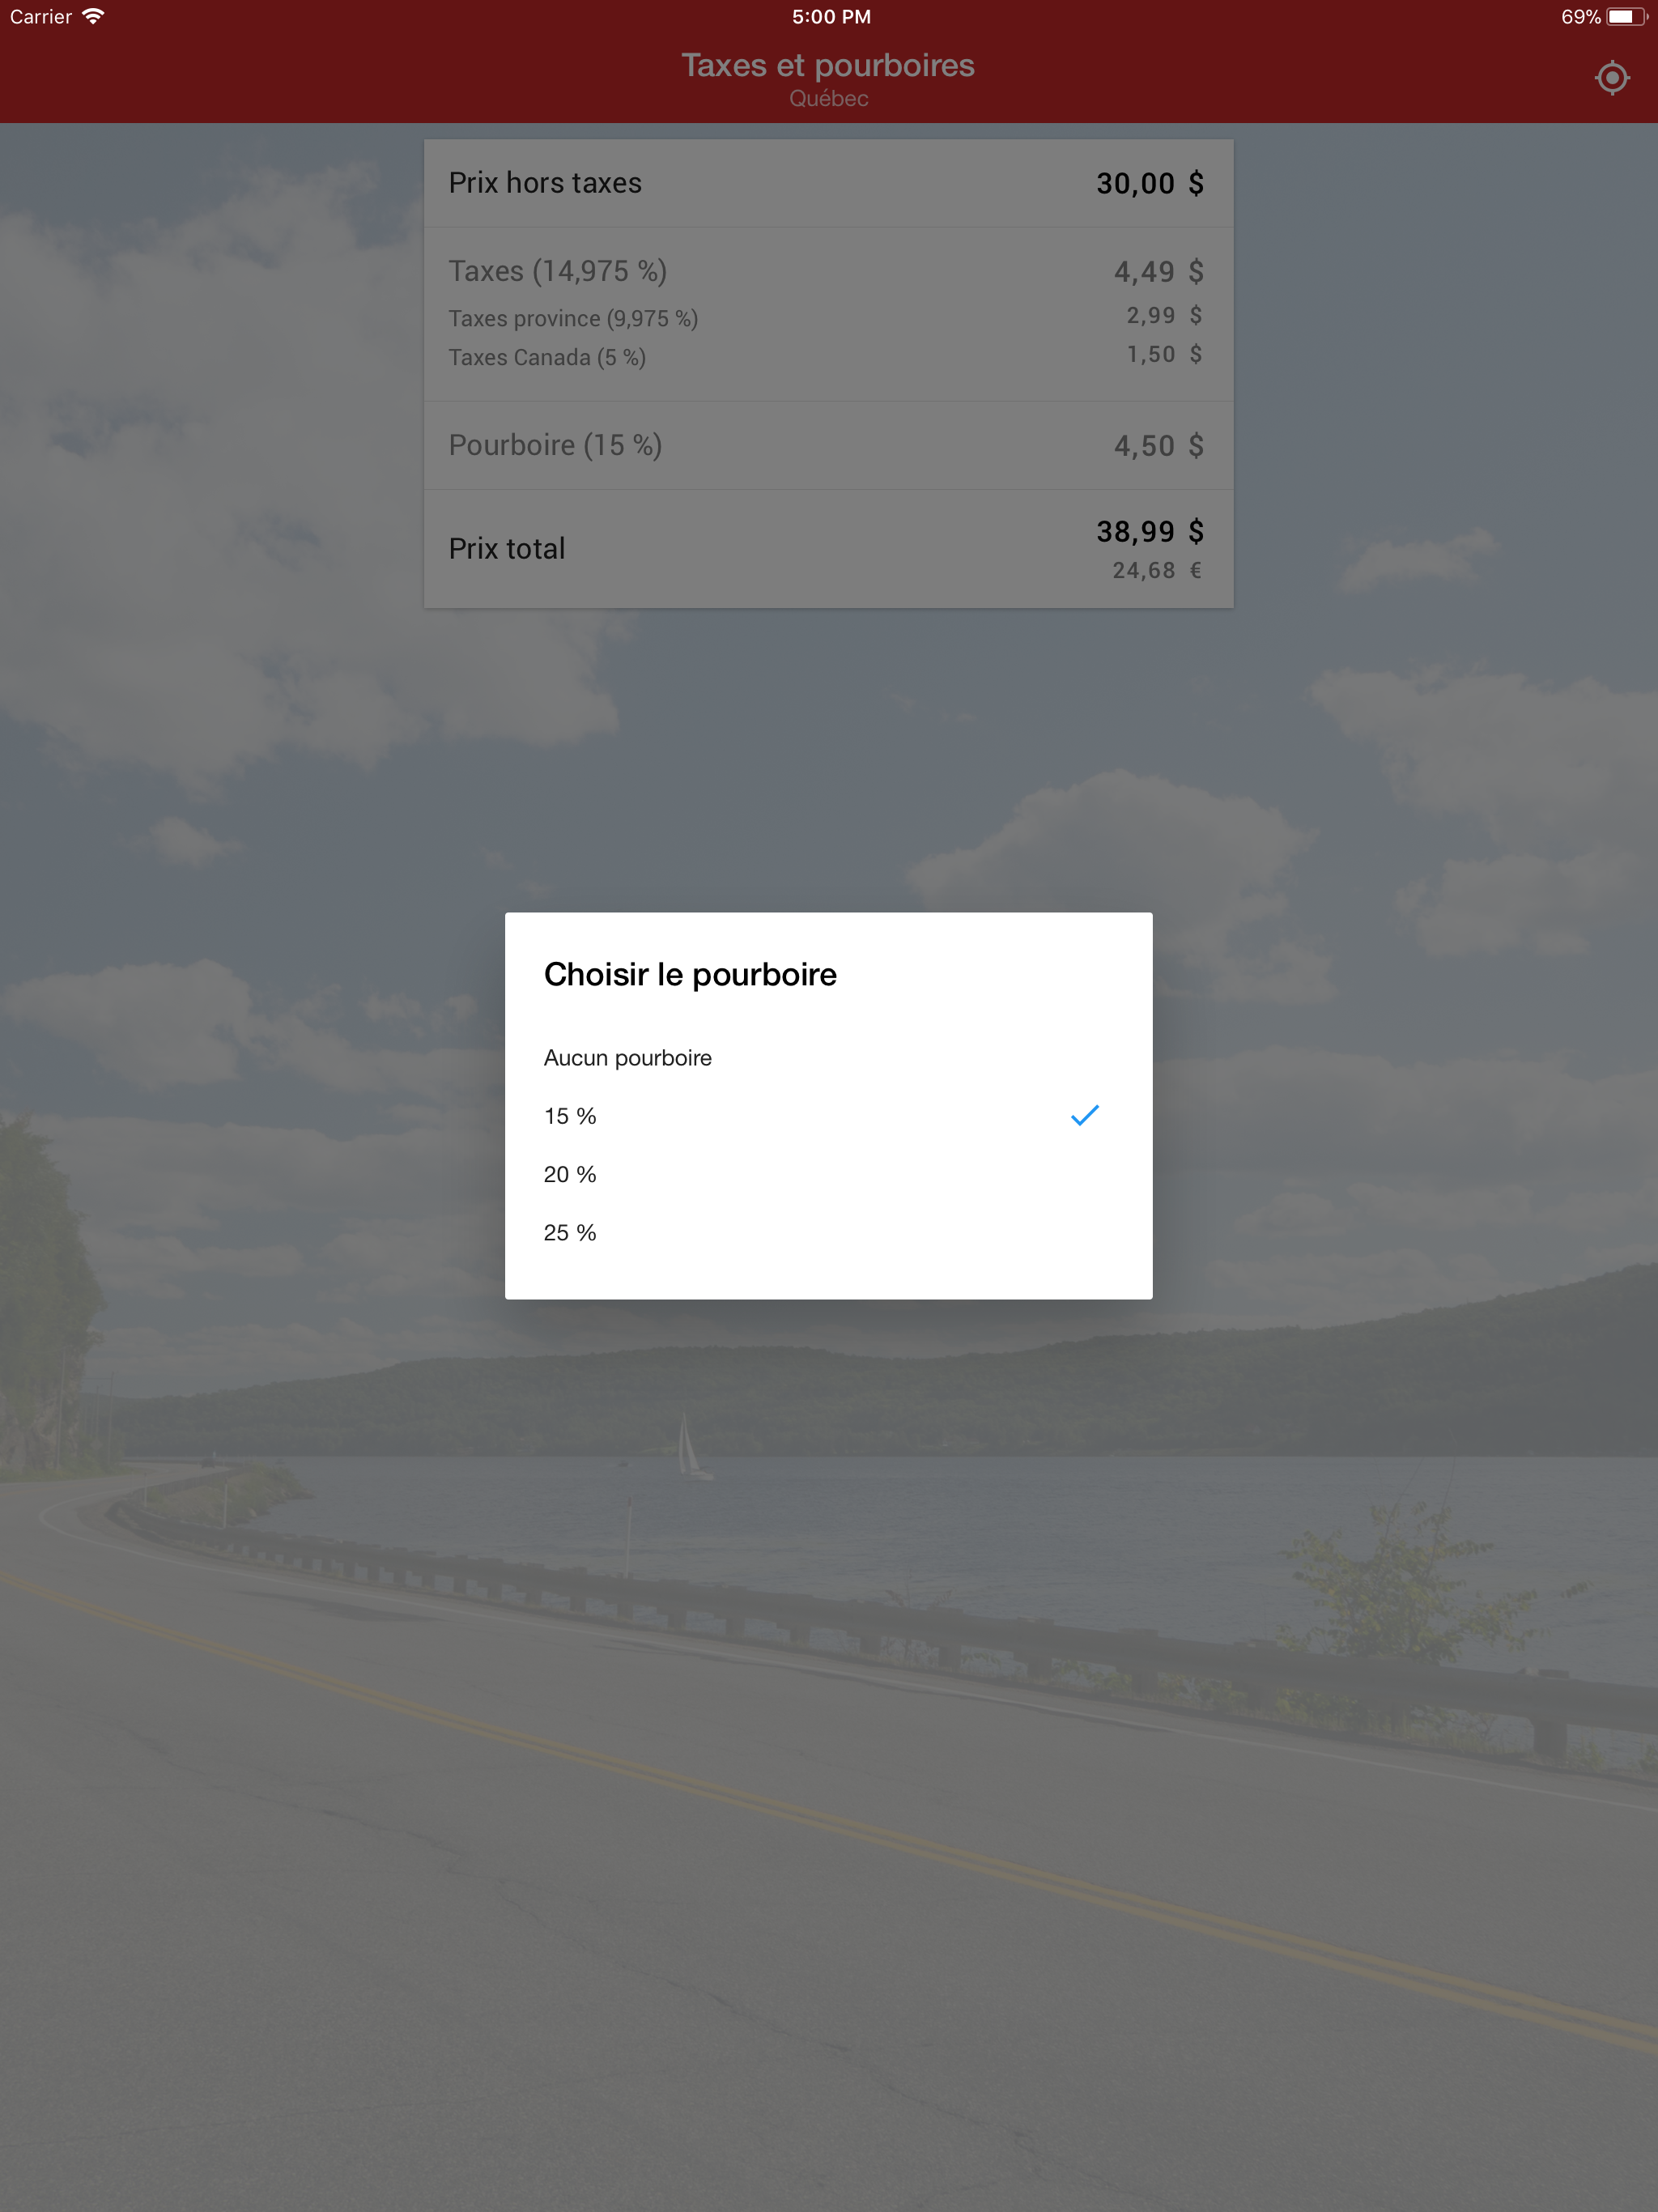 Carrier 5:00 PM 69%
Taxes et pourboires
Québec
Prix hors taxes 30,00 $
Taxes (14,975 %) 4,49 $
Taxes province (9,975 %) 2,99 $
Taxes Canada (5 %) 1,50 $
Pourboire (15 %) 4,50 $
Prix total 38,99 $
24,68 €
Choisir le pourboire
Aucun pourboire
15 %
20 %
25 %